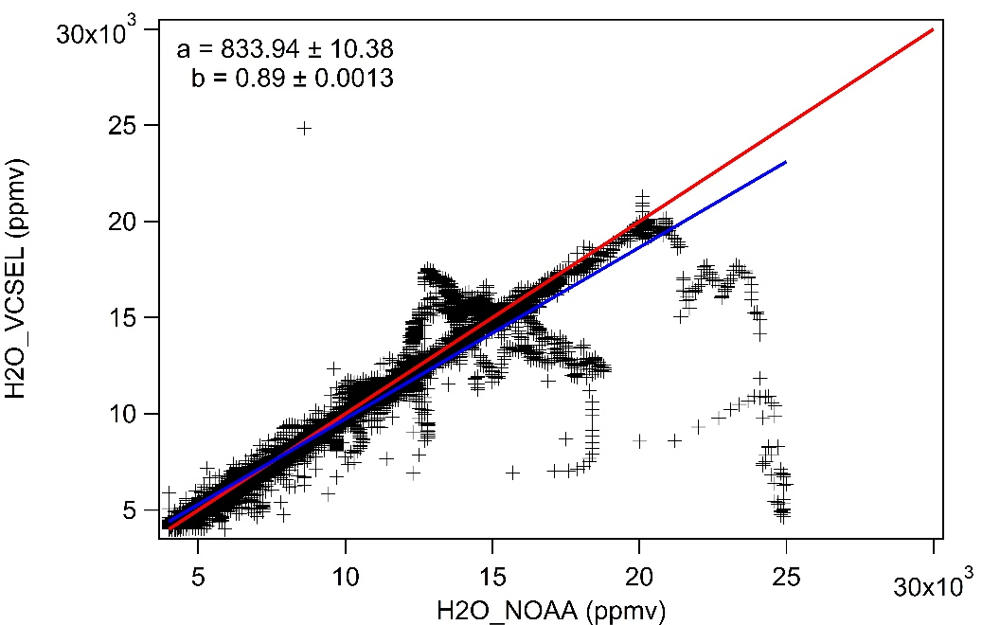 30x10³
a = 833.94 ± 10.38
b = 0.89 ± 0.0013
25
20
15
10
5
H2O_VCSEL (ppmv)
5 10 15 20 25 30x10³
H2O_NOAA (ppmv)